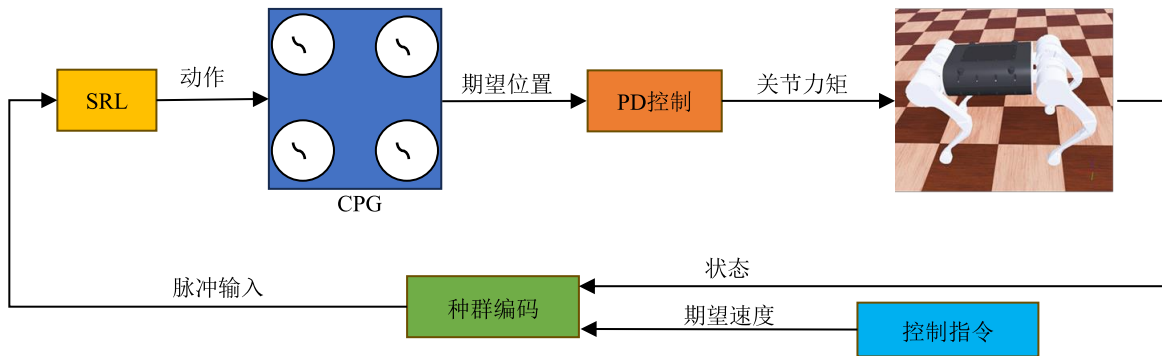 动作
期望位置
关节力矩
SRL
PD控制
CPG
状态
脉冲输入
种群编码
期望速度
控制指令